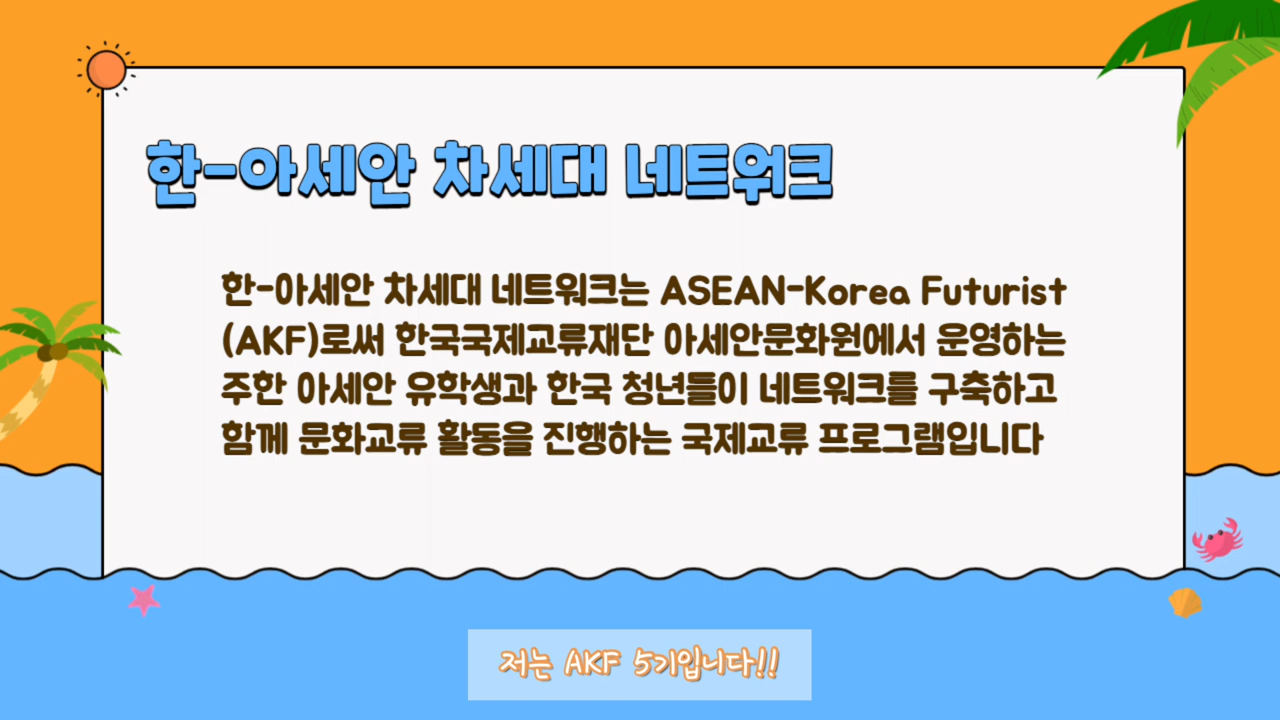 한-아세안 차세대 네트워크
한-아세안 차세대 네트워크는 ASEAN-Korea Futurist
(AKF)로써 한국국제교류재단 아세안문화원에서 운영하는
주한 아세안 유학생과 한국 청년들이 네트워크를 구축하고
함께 문화교류 활동을 진행하는 국제교류 프로그램입니다
저는 AKF 5기입니다!!